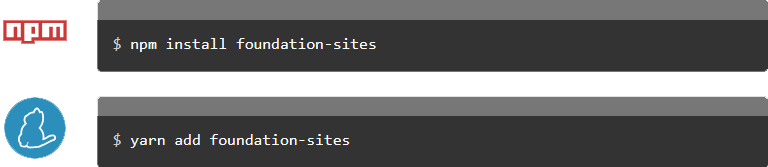 npm
$ npm install foundation-sites
$ yarn add foundation-sites